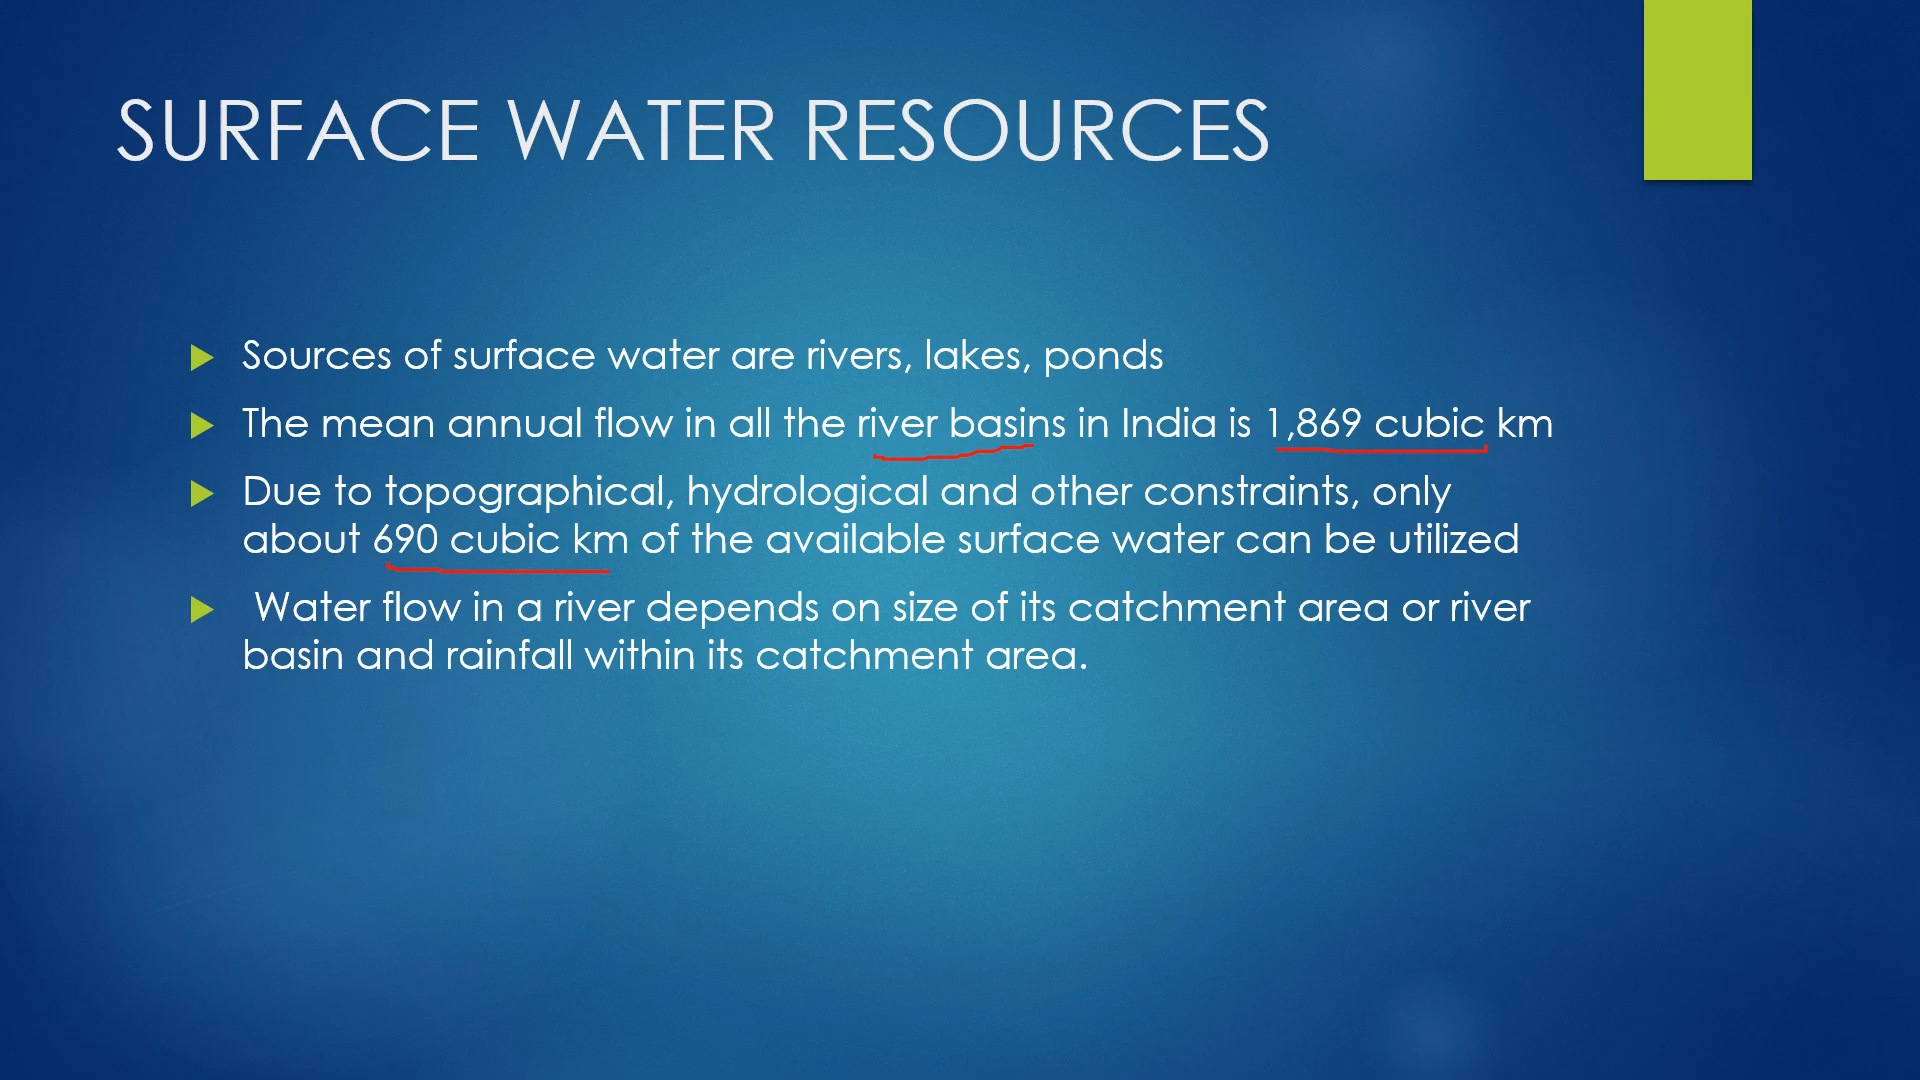 SURFACE WATER RESOURCES
Sources of surface water are rivers, lakes, ponds
The mean annual flow in all the river basins in India is 1,869 cubic km
Due to topographical, hydrological and other constraints, only
about 690 cubic km of the available surface water can be utilized
Water flow in a river depends on size of its catchment area or river
basin and rainfall within its catchment area.